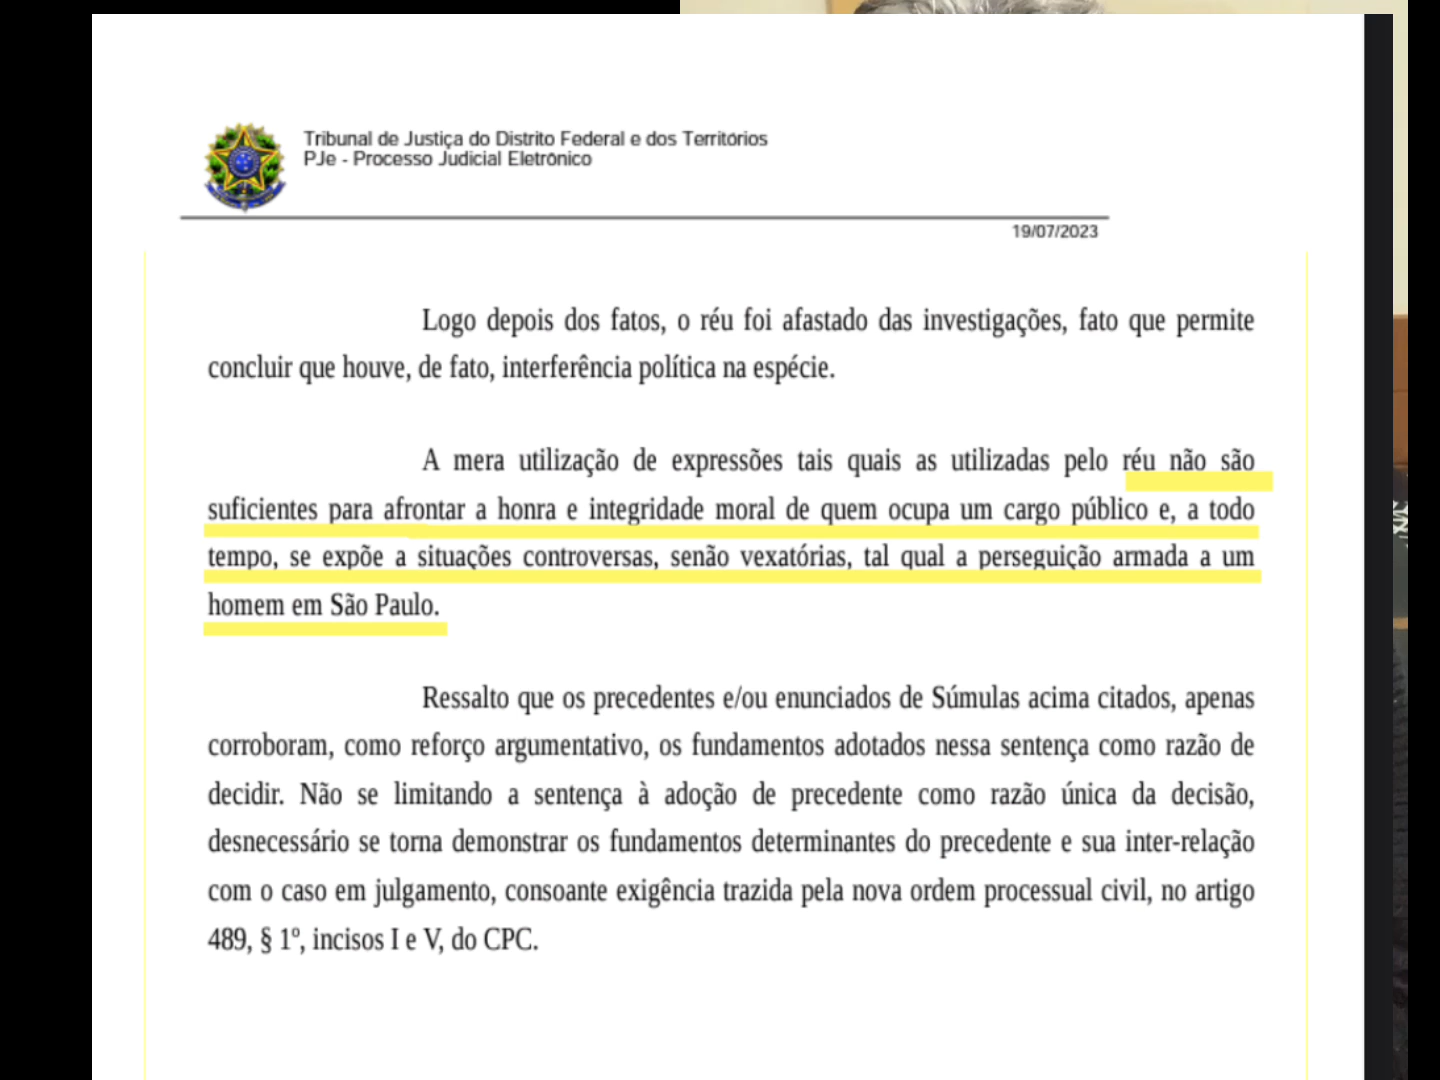 Tribunal de Justiça do Distrito Federal e dos Territórios
PJe - Processo Judicial Eletrônico
19/07/2023
Logo depois dos fatos, o réu foi afastado das investigações, fato que permite
concluir que houve, de fato, interferência política na espécie.
A mera utilização de expressões tais quais as utilizadas pelo réu não são
suficientes para afrontar a honra e integridade moral de quem ocupa um cargo público e, a todo
tempo, se expõe a situações controversas, senão vexatórias, tal qual a perseguição armada a um
homem em São Paulo.
Ressalto que os precedentes e/ou enunciados de Súmulas acima citados, apenas
corroboram, como reforço argumentativo, os fundamentos adotados nessa sentença como razão de
decidir. Não se limitando a sentença à adoção de precedente como razão única da decisão,
desnecessário se torna demonstrar os fundamentos determinantes do precedente e sua inter-relação
com o caso em julgamento, consoante exigência trazida pela nova ordem processual civil, no artigo
489, § 1º, incisos I e V, do CPC.